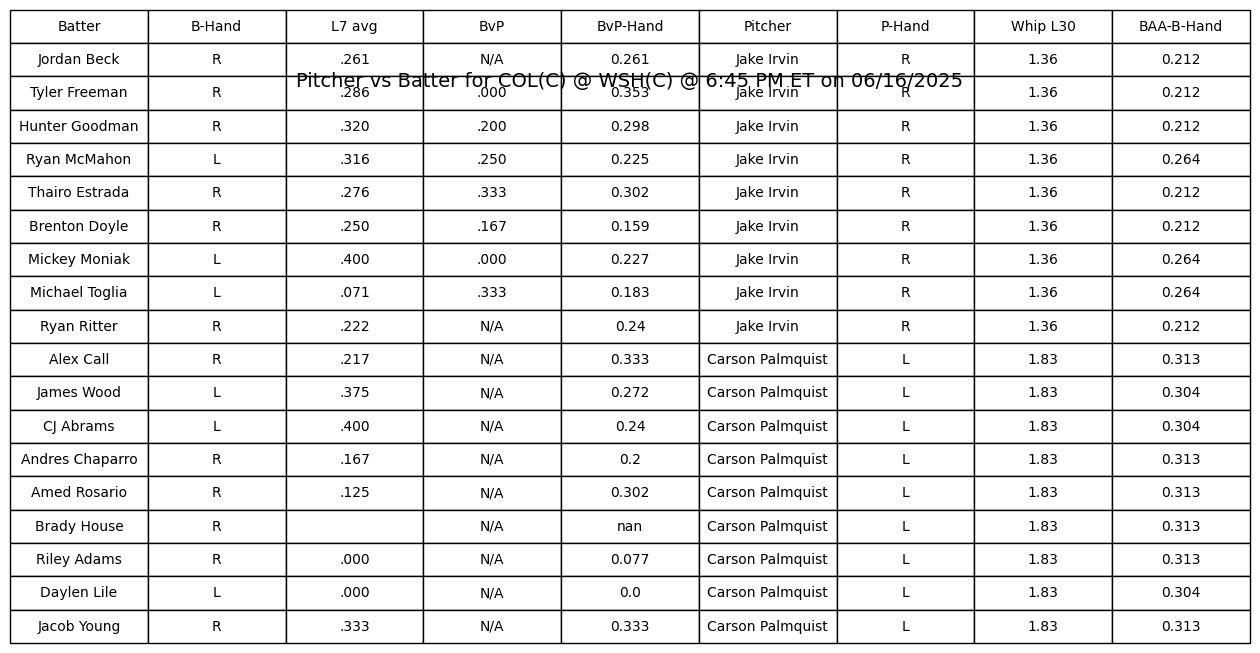 Batter B-Hand L7 avg BvP BvP-Hand Pitcher P-Hand Whip L30 BAA-B-Hand
Jordan Beck R .261 N/A 0.261 Jake Irvin R 1.36 0.212
Pitcher vs Batter for COL(C) @ WSH(C) @ 6:45 PM ET on 06/16/2025
Tyler Freeman R .286 .000 0.353 Jake Irvin R 1.36 0.212
Hunter Goodman R .320 .200 0.298 Jake Irvin R 1.36 0.212
Ryan McMahon L .316 .250 0.225 Jake Irvin R 1.36 0.264
Thairo Estrada R .276 .333 0.302 Jake Irvin R 1.36 0.212
Brenton Doyle R .250 .167 0.159 Jake Irvin R 1.36 0.212
Mickey Moniak L .400 .000 0.227 Jake Irvin R 1.36 0.264
Michael Toglia L .071 .333 0.183 Jake Irvin R 1.36 0.264
Ryan Ritter R .222 N/A 0.24 Jake Irvin R 1.36 0.212
Alex Call R .217 N/A 0.333 Carson Palmquist L 1.83 0.313
James Wood L .375 N/A 0.272 Carson Palmquist L 1.83 0.304
CJ Abrams L .400 N/A 0.24 Carson Palmquist L 1.83 0.304
Andres Chaparro R .167 N/A 0.2 Carson Palmquist L 1.83 0.313
Amed Rosario R .125 N/A 0.302 Carson Palmquist L 1.83 0.313
Brady House R N/A nan Carson Palmquist L 1.83 0.313
Riley Adams R .000 N/A 0.077 Carson Palmquist L 1.83 0.313
Daylen Lile L .000 N/A 0.0 Carson Palmquist L 1.83 0.304
Jacob Young R .333 N/A 0.333 Carson Palmquist L 1.83 0.313